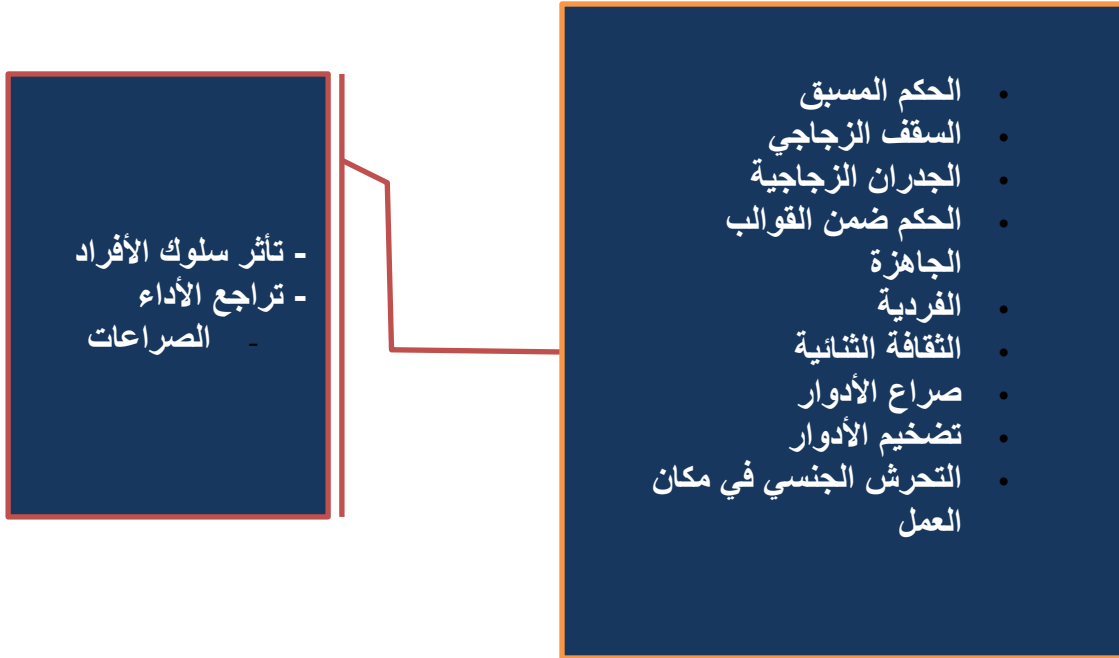 • الحكم المسبق
• السقف الزجاجي
• الجدران الزجاجية
• الحكم ضمن القوالب
الجاهزة
• الفردية
• الثقافة الثنائية
• صراع الأدوار
• تضخيم الأدوار
• التحرش الجنسي في مكان
العمل
- تأثر سلوك الأفراد
- تراجع الأداء
- الصراعات